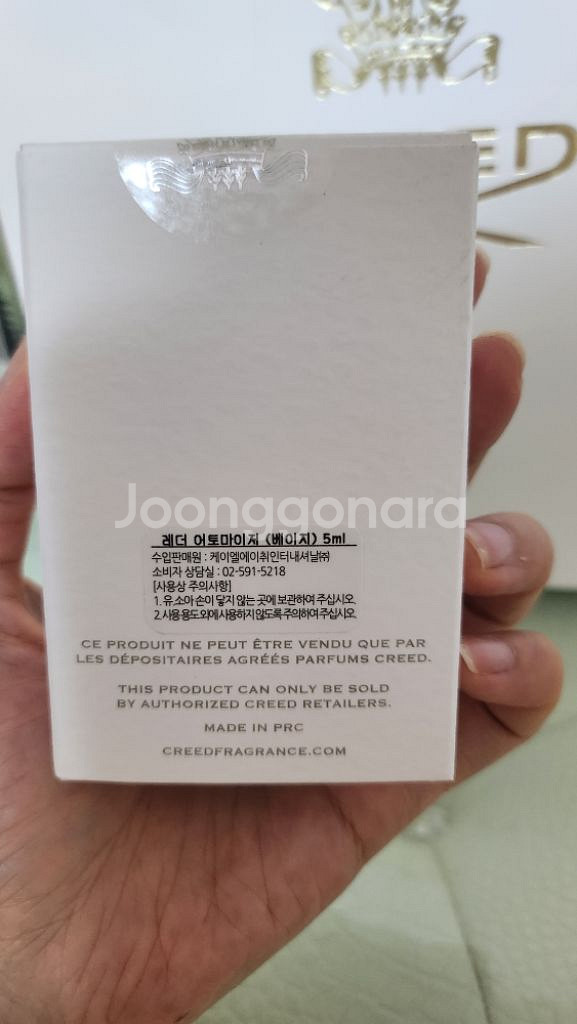 ED
Joonggonara
레더 어토마이저 (베이지) 5ml
수입판매원 : 케이엘에이취인터내셔날㈜
소비자 상담실 : 02-591-5218
[사용상 주의사항]
1. 유.소아 손이 닿지 않는 곳에 보관하여 주십시오.
2. 사용 용도 외에 사용하지 않도록 주의하여 주십시오.
CE PRODUIT NE PEUT ÊTRE VENDU QUE PAR
LES DÉPOSITAIRES AGRÉÉS PARFUMS CREED.
THIS PRODUCT CAN ONLY BE SOLD
BY AUTHORIZED CREED RETAILERS.
MADE IN PRC
CREEDFRAGRANCE.COM